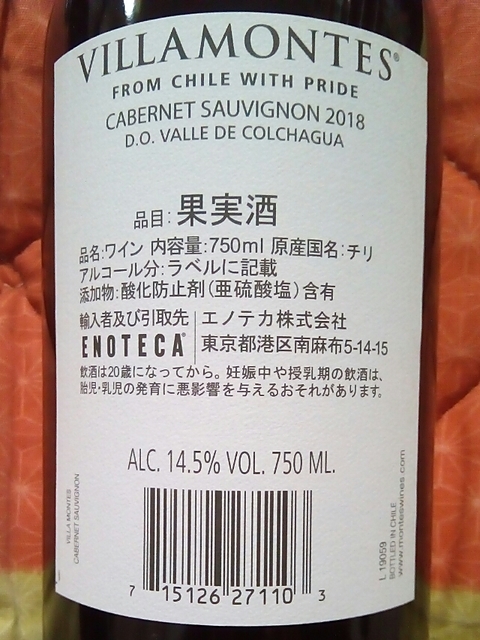 VILLAMONTES®
FROM CHILE WITH PRIDE
CABERNET SAUVIGNON 2018
D.O. VALLE DE COLCHAGUA
品目:果実酒
品名:ワイン 内容量:750ml 原産国名:チリ
アルコール分:ラベルに記載
添加物:酸化防止剤(亜硫酸塩)含有
輸入者及び引取先 エノテカ株式会社
ENOTECA® 東京都港区南麻布5-14-15
飲酒は20歳になってから。妊娠中や授乳期の飲酒は、
胎児・乳児の発育に悪影響を与えるおそれがあります。
ALC. 14.5% VOL. 750 ML.
VILLA MONTES
CABERNET SAUVIGNON
7 15126 27110 3
L 19059
BOTTLED IN CHILE
www.monteswines.com